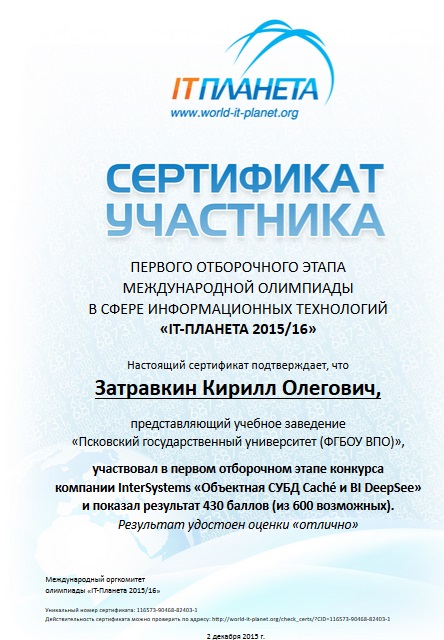 ITПЛАНЕТА
www.world-it-planet.org
СЕРТИФИКАТ
УЧАСТНИКА
ПЕРВОГО ОТБОРОЧНОГО ЭТАПА
МЕЖДУНАРОДНОЙ ОЛИМПИАДЫ
В СФЕРЕ ИНФОРМАЦИОННЫХ ТЕХНОЛОГИЙ
«IT-ПЛАНЕТА 2015/16»
Настоящий сертификат подтверждает, что
Затравкин Кирилл Олегович,
представляющий учебное заведение
«Псковский государственный университет (ФГБОУ ВПО)»,
участвовал в первом отборочном этапе конкурса
компании InterSystems «Объектная СУБД Caché и BI DeepSee»
и показал результат 430 баллов (из 600 возможных).
Результат удостоен оценки «отлично»
Международный оргкомитет
олимпиады «IT-Планета 2015/16»
Уникальный номер сертификата: 116573-90468-82403-1
Действительность сертификата можно проверить по адресу: http://world-it-planet.org/check_certs/?CID=116573-90468-82403-1
2 декабря 2015 г.